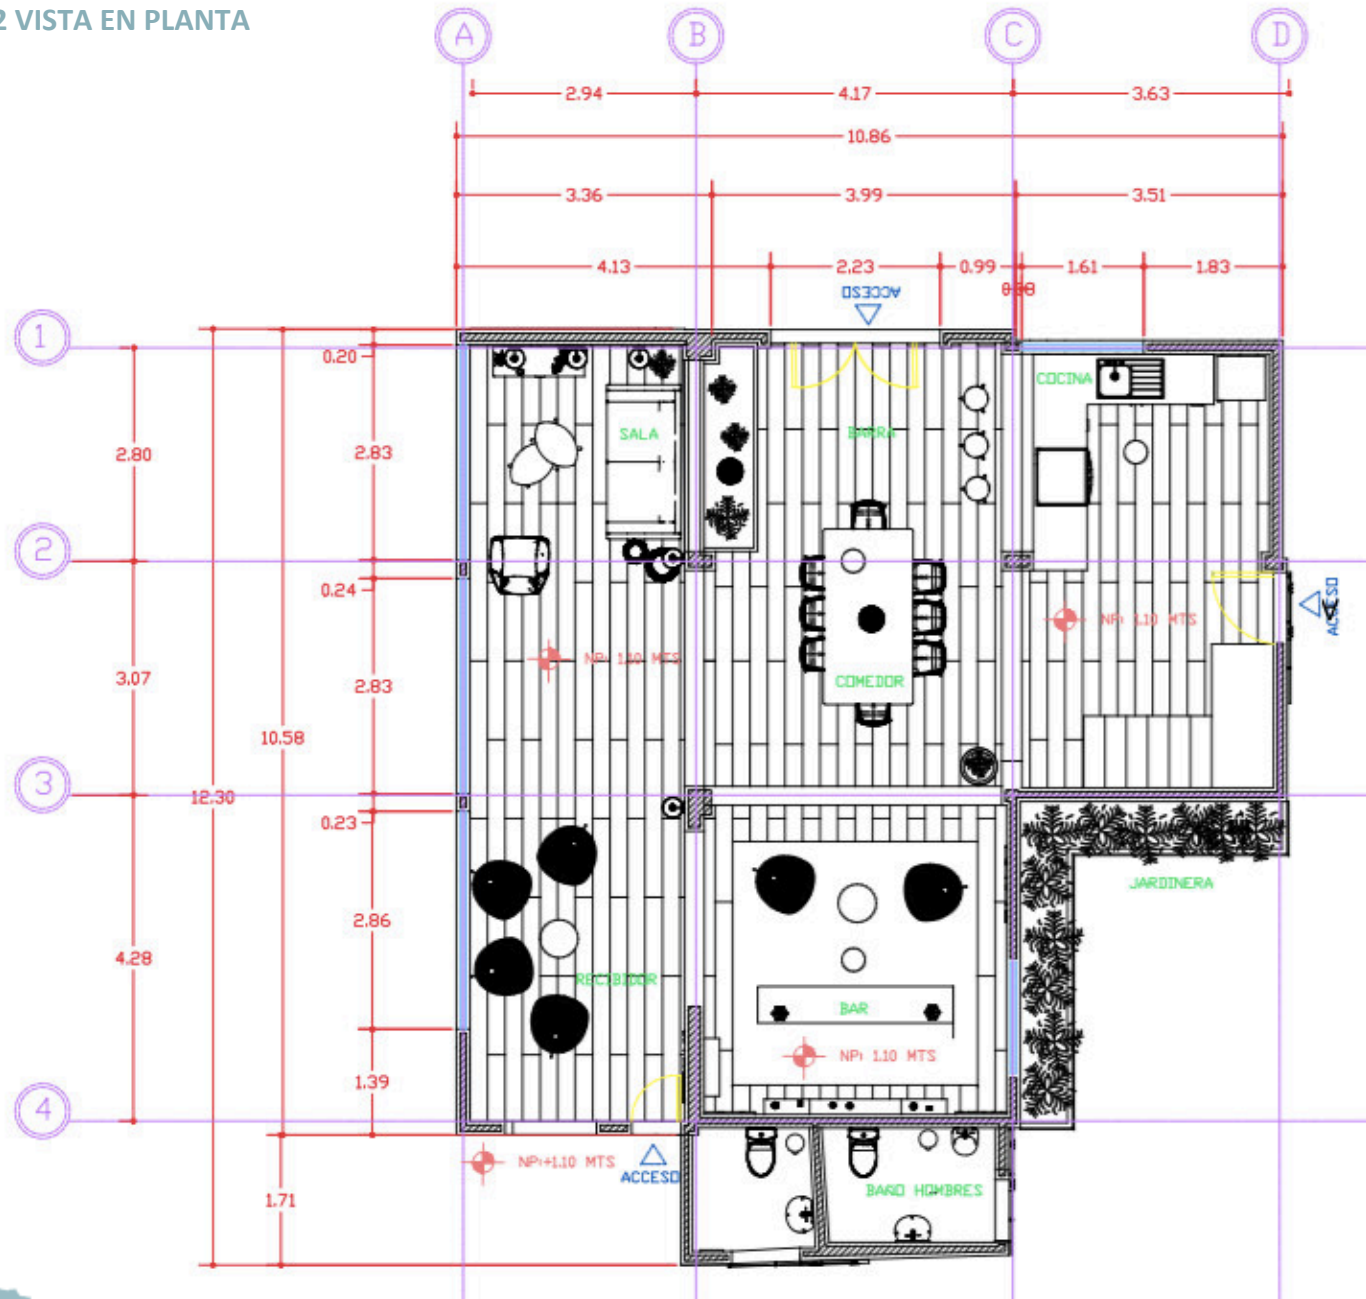 2 VISTA EN PLANTA
A B C D
2.94 4.17 3.63
10.86
3.36 3.99 3.51
4.13 2.23 0.99 1.61 1.83
ACCESO
1
0.20
COCINA
SALA BARRA
2.80 2.83
2
0.24
ACCESO
NP: 1.10 MTS
NP: 1.10 MTS
3.07 2.83
COMEDOR
10.58
3
12.30
0.23
JARDINERA
2.86
4.28
RECIBIDOR
BAR
NP: 1.10 MTS
1.39
4
NP:+1.10 MTS
ACCESO
BAÑO HOMBRES
1.71